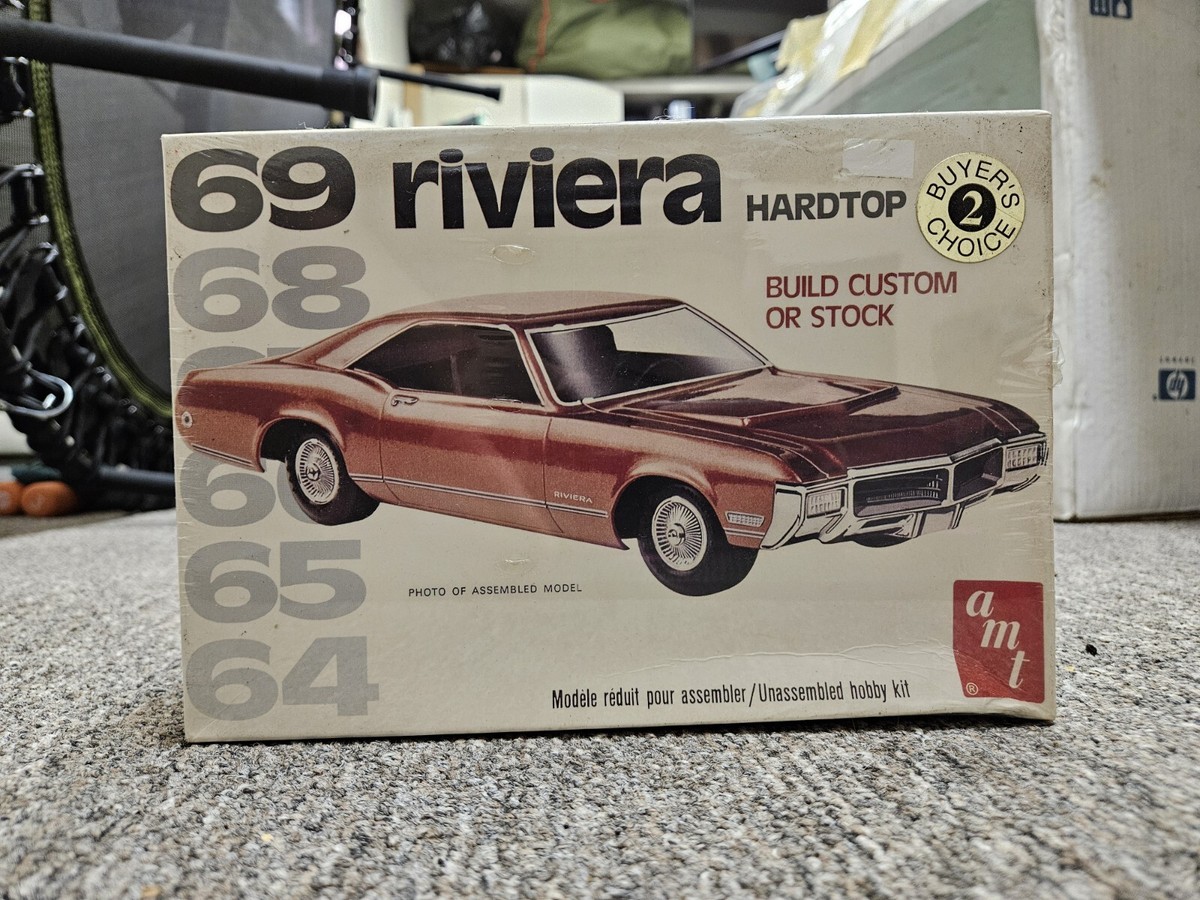 69 riviera HARDTOP
BUYER'S 2 CHOICE
68
BUILD CUSTOM
OR STOCK
RIVIERA
65
PHOTO OF ASSEMBLED MODEL
64
amt
®
Modèle réduit pour assembler/Unassembled hobby kit
hp